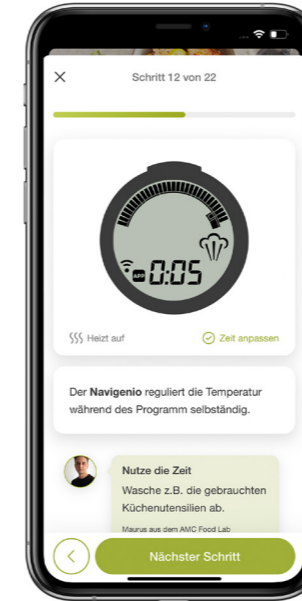 Schritt 12 von 22
APP 0:05
Heizt auf
Zeit anpassen
Der Navigenio reguliert die Temperatur
während des Programm selbständig.
Nutze die Zeit
Wasche z.B. die gebrauchten
Küchenutensilien ab.
Maurus aus dem AMC Food Lab
Nächster Schritt